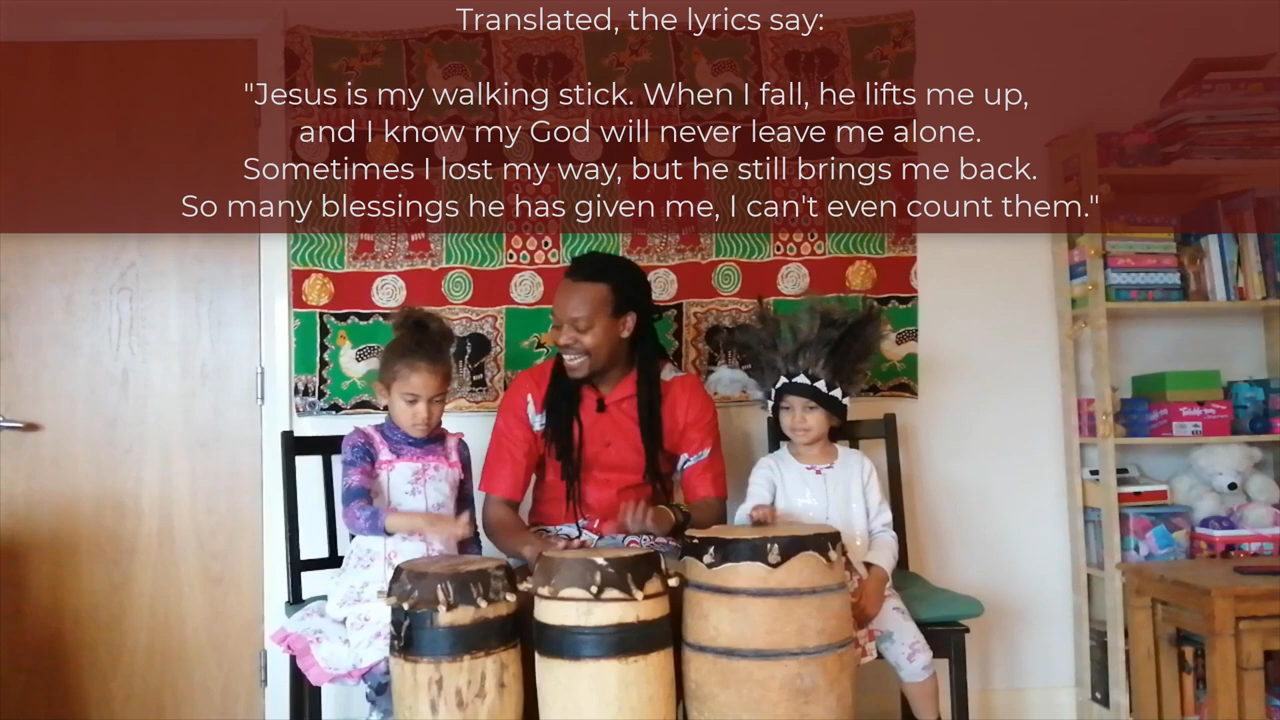 Translated, the lyrics say:
"Jesus is my walking stick. When I fall, he lifts me up,
and I know my God will never leave me alone.
Sometimes I lost my way, but he still brings me back.
So many blessings he has given me, I can't even count them."